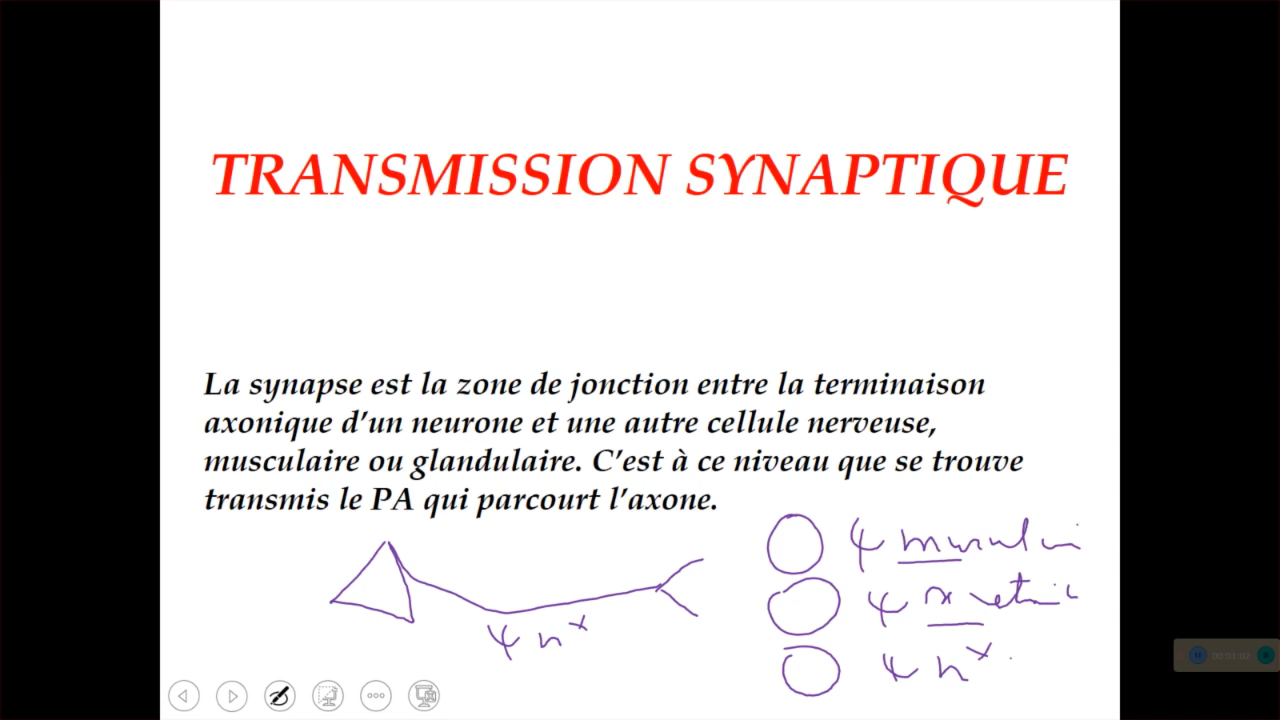 TRANSMISSION SYNAPTIQUE
La synapse est la zone de jonction entre la terminaison
axonique d’un neurone et une autre cellule nerveuse,
musculaire ou glandulaire. C’est à ce niveau que se trouve
transmis le PA qui parcourt l’axone.
ψ musculai
ψ
ψ n^x
ψ n^x